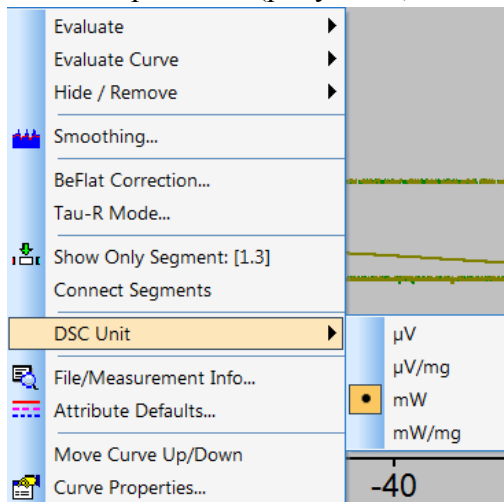 Evaluate
Evaluate Curve
Hide / Remove
Smoothing...
BeFlat Correction...
Tau-R Mode...
Show Only Segment: [1.3]
Connect Segments
DSC Unit
µV
µV/mg
mW
mW/mg
File/Measurement Info...
Attribute Defaults...
Move Curve Up/Down
Curve Properties...
-40